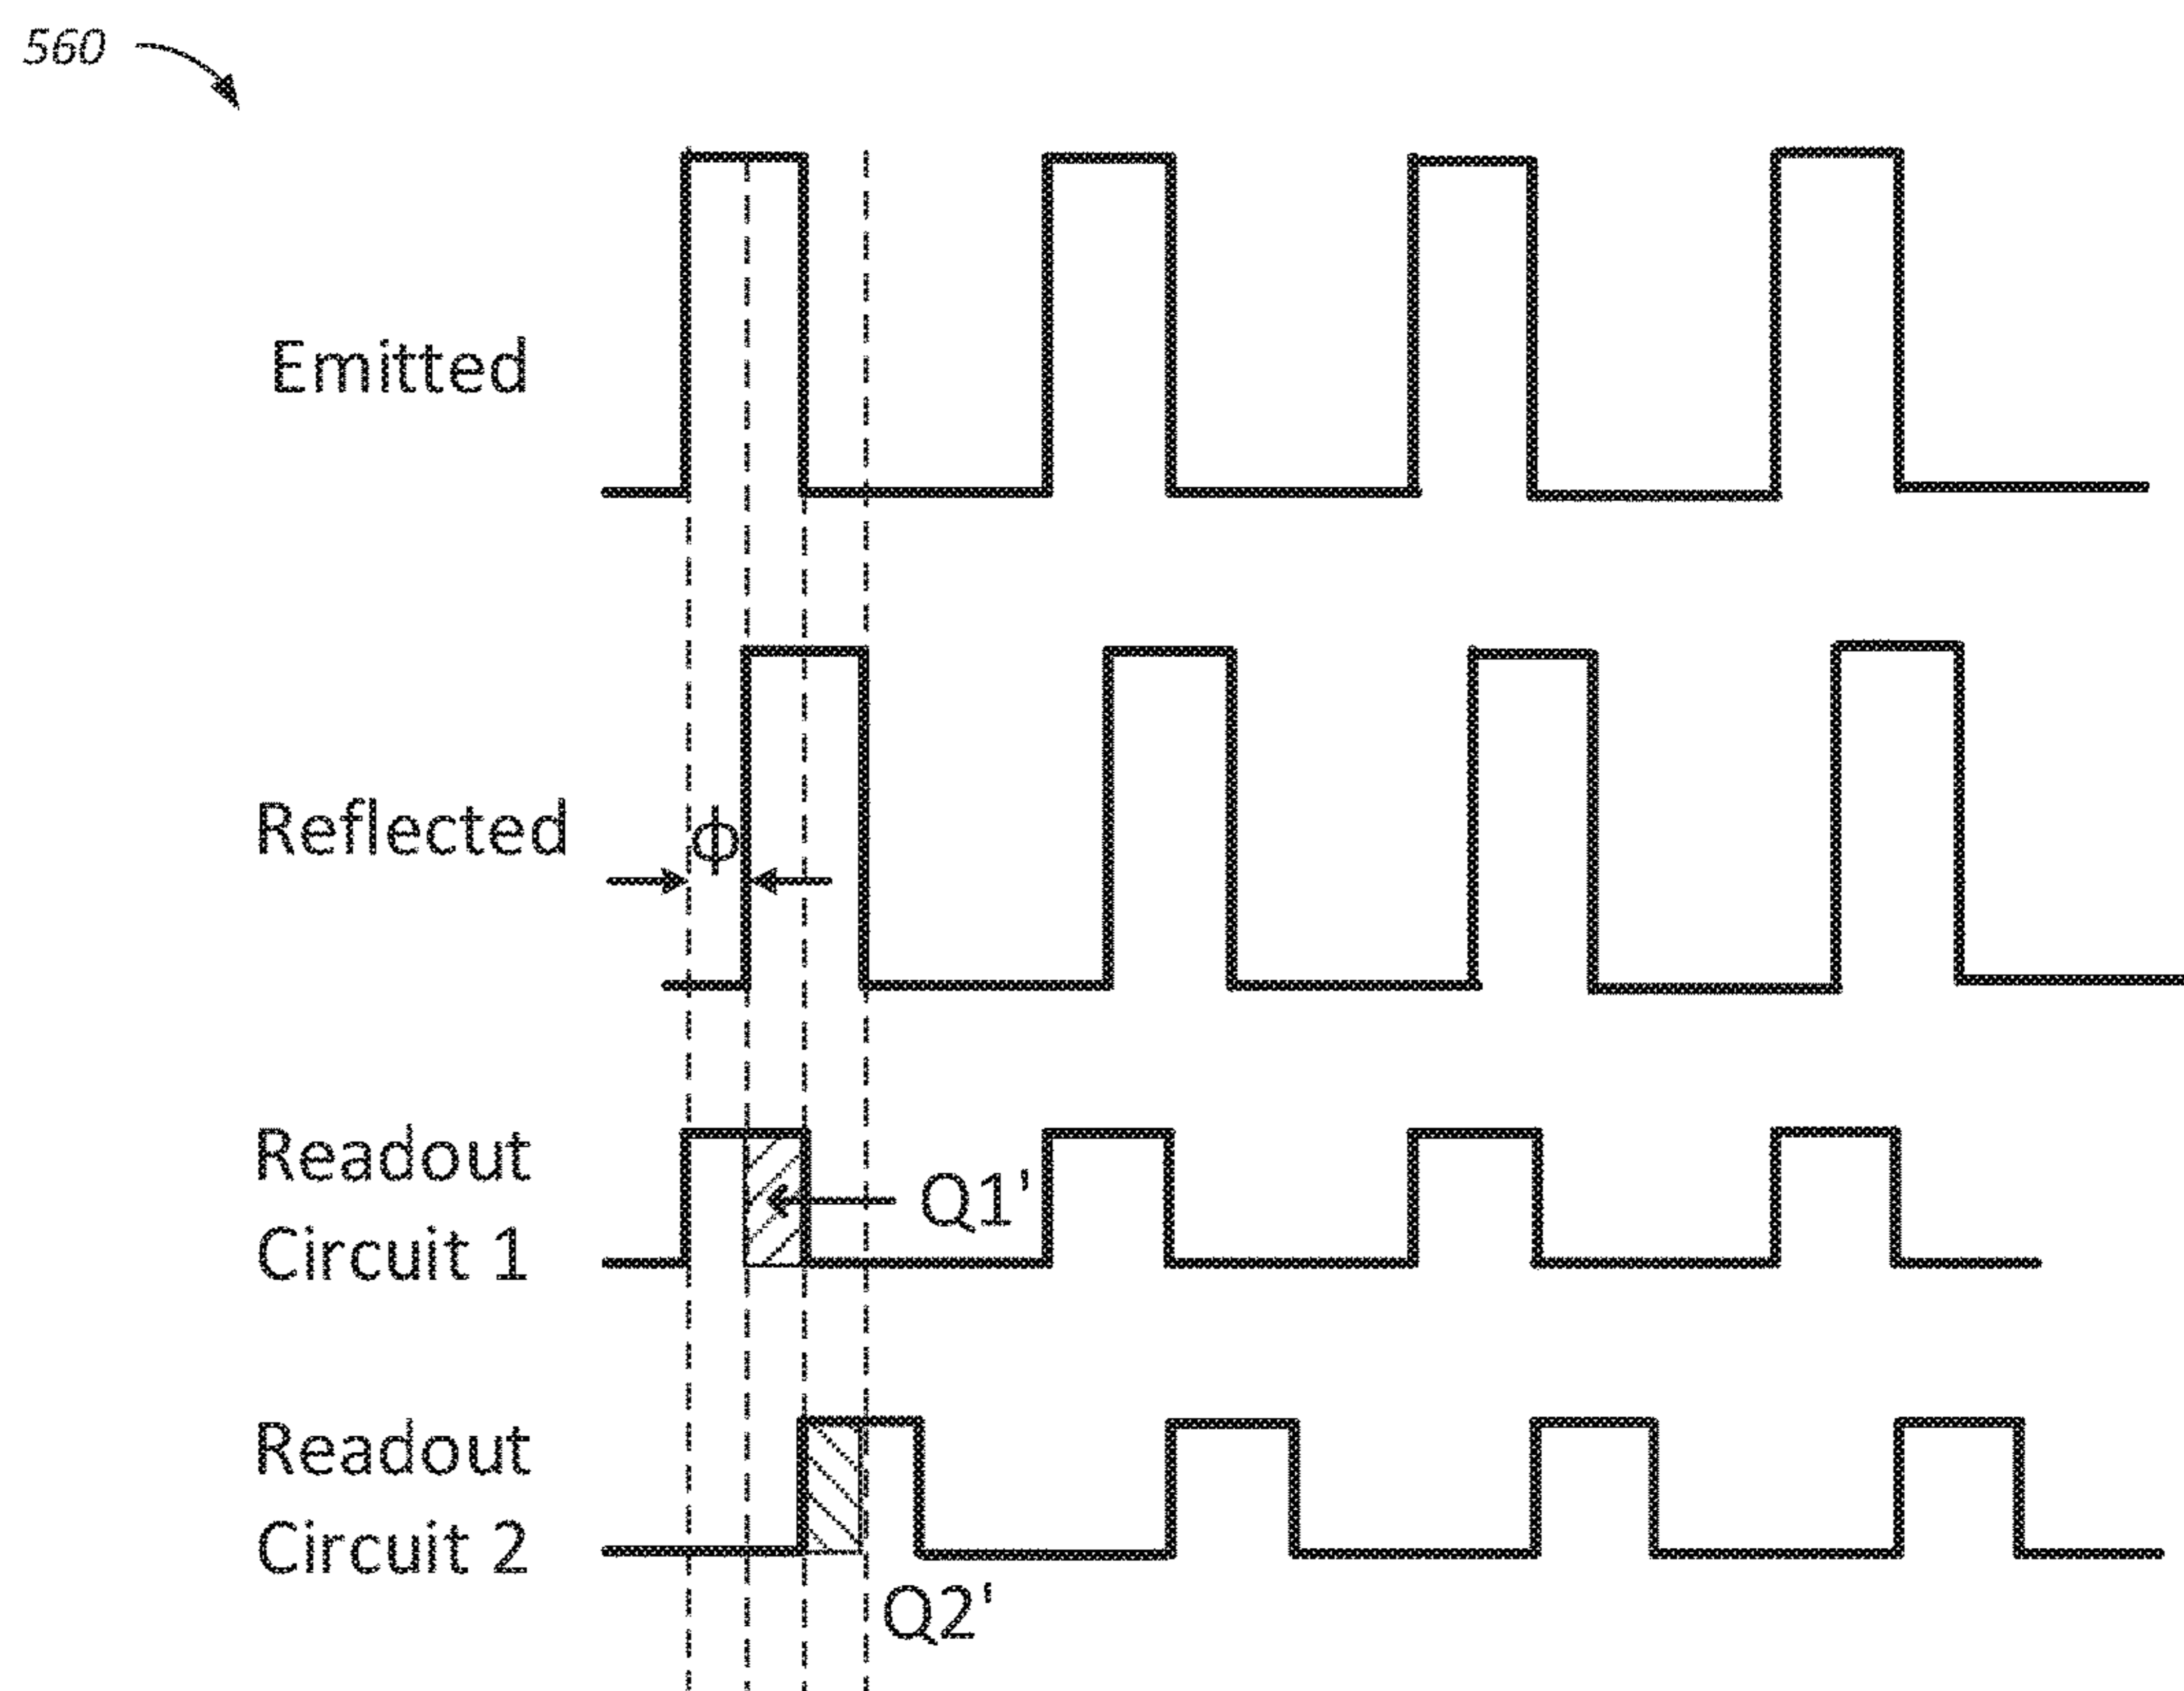 560
Emitted
Reflected
ϕ
Readout
Circuit 1
Q1'
Readout
Circuit 2
Q2'